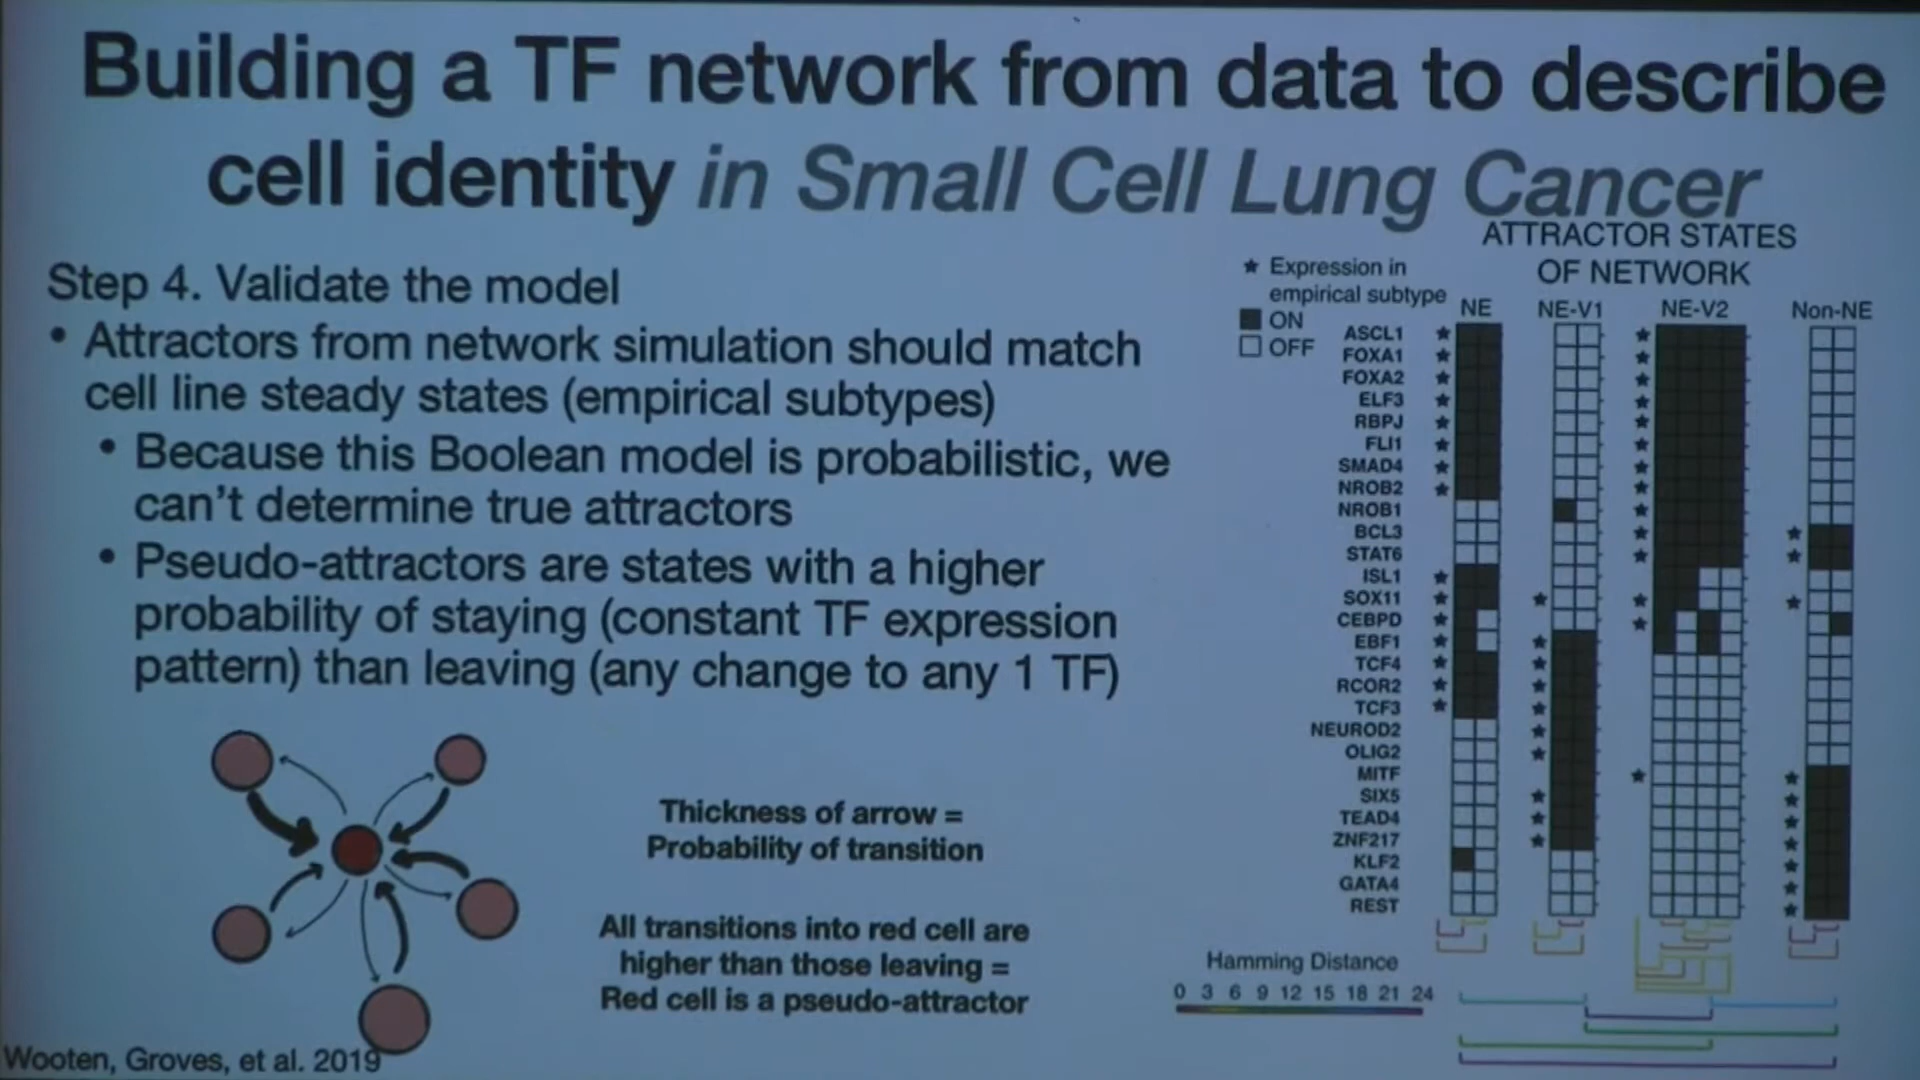 Building a TF network from data to describe
cell identity in Small Cell Lung Cancer
Step 4. Validate the model
• Attractors from network simulation should match
cell line steady states (empirical subtypes)
• Because this Boolean model is probabilistic, we
can't determine true attractors
• Pseudo-attractors are states with a higher
probability of staying (constant TF expression
pattern) than leaving (any change to any 1 TF)
Thickness of arrow =
Probability of transition
All transitions into red cell are
higher than those leaving =
Red cell is a pseudo-attractor
Wooten, Groves, et al. 2019
ATTRACTOR STATES
OF NETWORK
★ Expression in
empirical subtype
ON
OFF
NE
NE-V1
NE-V2
Non-NE
ASCL1
FOXA1
FOXA2
ELF3
RBPJ
FLI1
SMAD4
NROB2
NROB1
BCL3
STAT6
ISL1
SOX11
CEBPD
EBF1
TCF4
RCOR2
TCF3
NEUROD2
OLIG2
MITF
SIX5
TEAD4
ZNF217
KLF2
GATA4
REST
Hamming Distance
0 3 6 9 12 15 18 21 24